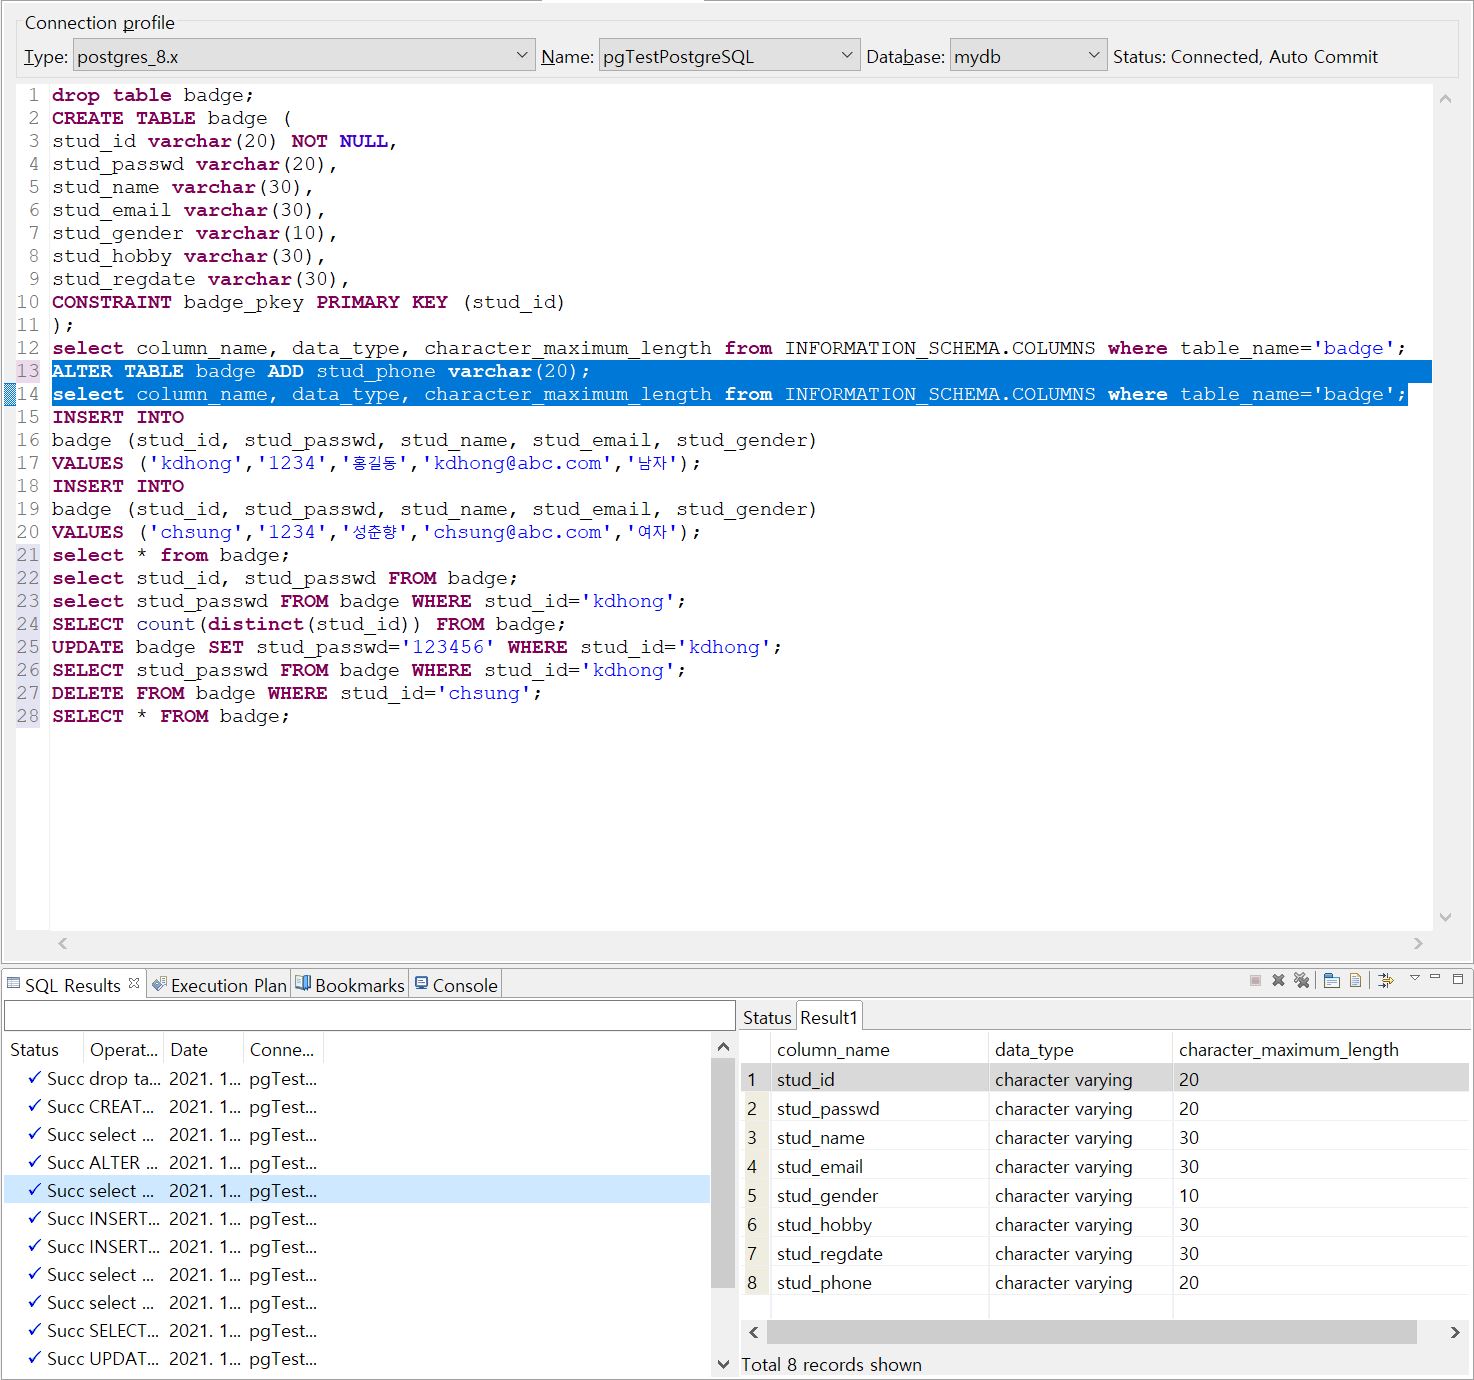 Connection profile
Type: postgres_8.x Name: pgTestPostgreSQL Database: mydb Status: Connected, Auto Commit
1 drop table badge;
2 CREATE TABLE badge (
3 stud_id varchar(20) NOT NULL,
4 stud_passwd varchar(20),
5 stud_name varchar(30),
6 stud_email varchar(30),
7 stud_gender varchar(10),
8 stud_hobby varchar(30),
9 stud_regdate varchar(30),
10 CONSTRAINT badge_pkey PRIMARY KEY (stud_id)
11 );
12 select column_name, data_type, character_maximum_length from INFORMATION_SCHEMA.COLUMNS where table_name='badge';
13 ALTER TABLE badge ADD stud_phone varchar(20);
14 select column_name, data_type, character_maximum_length from INFORMATION_SCHEMA.COLUMNS where table_name='badge';
15 INSERT INTO
16 badge (stud_id, stud_passwd, stud_name, stud_email, stud_gender)
17 VALUES ('kdhong','1234','홍길동','kdhong@abc.com','남자');
18 INSERT INTO
19 badge (stud_id, stud_passwd, stud_name, stud_email, stud_gender)
20 VALUES ('chsung','1234','성춘향','chsung@abc.com','여자');
21 select * from badge;
22 select stud_id, stud_passwd FROM badge;
23 select stud_passwd FROM badge WHERE stud_id='kdhong';
24 SELECT count(distinct(stud_id)) FROM badge;
25 UPDATE badge SET stud_passwd='123456' WHERE stud_id='kdhong';
26 SELECT stud_passwd FROM badge WHERE stud_id='kdhong';
27 DELETE FROM badge WHERE stud_id='chsung';
28 SELECT * FROM badge;
SQL Results Execution Plan Bookmarks Console
Status Operat... Date Conne...
Succ drop ta... 2021. 1... pgTest...
Succ CREAT... 2021. 1... pgTest...
Succ select ... 2021. 1... pgTest...
Succ ALTER ... 2021. 1... pgTest...
Succ select ... 2021. 1... pgTest...
Succ INSERT... 2021. 1... pgTest...
Succ INSERT... 2021. 1... pgTest...
Succ select ... 2021. 1... pgTest...
Succ select ... 2021. 1... pgTest...
Succ SELECT... 2021. 1... pgTest...
Succ UPDAT... 2021. 1... pgTest...
Status Result1
column_name data_type character_maximum_length
1 stud_id character varying 20
2 stud_passwd character varying 20
3 stud_name character varying 30
4 stud_email character varying 30
5 stud_gender character varying 10
6 stud_hobby character varying 30
7 stud_regdate character varying 30
8 stud_phone character varying 20
Total 8 records shown